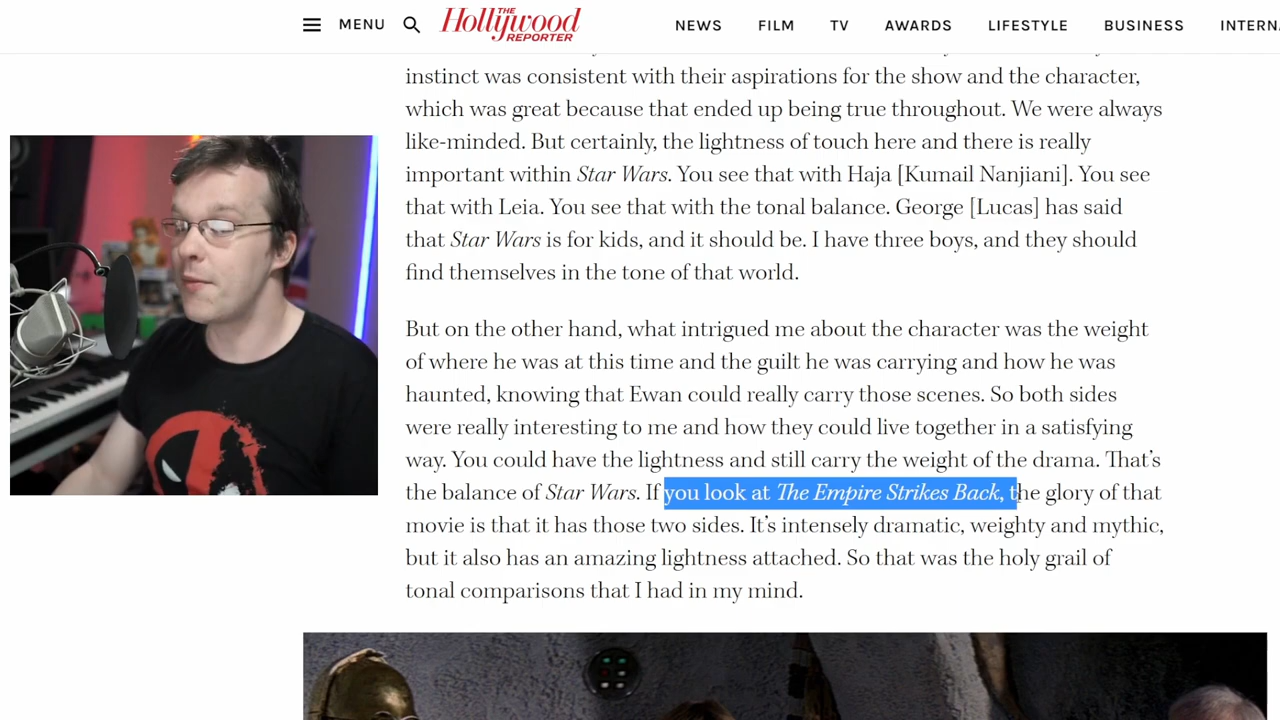 MENU
THE
Hollywood
REPORTER
NEWS
FILM
TV
AWARDS
LIFESTYLE
BUSINESS
INTERN
instinct was consistent with their aspirations for the show and the character,
which was great because that ended up being true throughout. We were always
like-minded. But certainly, the lightness of touch here and there is really
important within Star Wars. You see that with Haja [Kumail Nanjiani]. You see
that with Leia. You see that with the tonal balance. George [Lucas] has said
that Star Wars is for kids, and it should be. I have three boys, and they should
find themselves in the tone of that world.
But on the other hand, what intrigued me about the character was the weight
of where he was at this time and the guilt he was carrying and how he was
haunted, knowing that Ewan could really carry those scenes. So both sides
were really interesting to me and how they could live together in a satisfying
way. You could have the lightness and still carry the weight of the drama. That’s
the balance of Star Wars. If you look at The Empire Strikes Back, the glory of that
movie is that it has those two sides. It’s intensely dramatic, weighty and mythic,
but it also has an amazing lightness attached. So that was the holy grail of
tonal comparisons that I had in my mind.